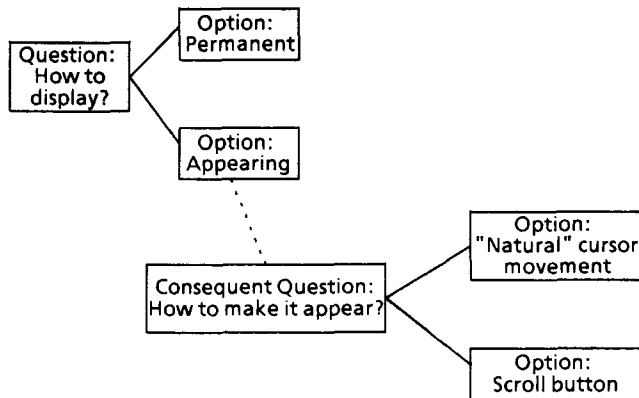 Question:
How to
display?
Option:
Permanent
Option:
Appearing
Consequent Question:
How to make it appear?
Option:
"Natural" cursor
movement
Option:
Scroll button